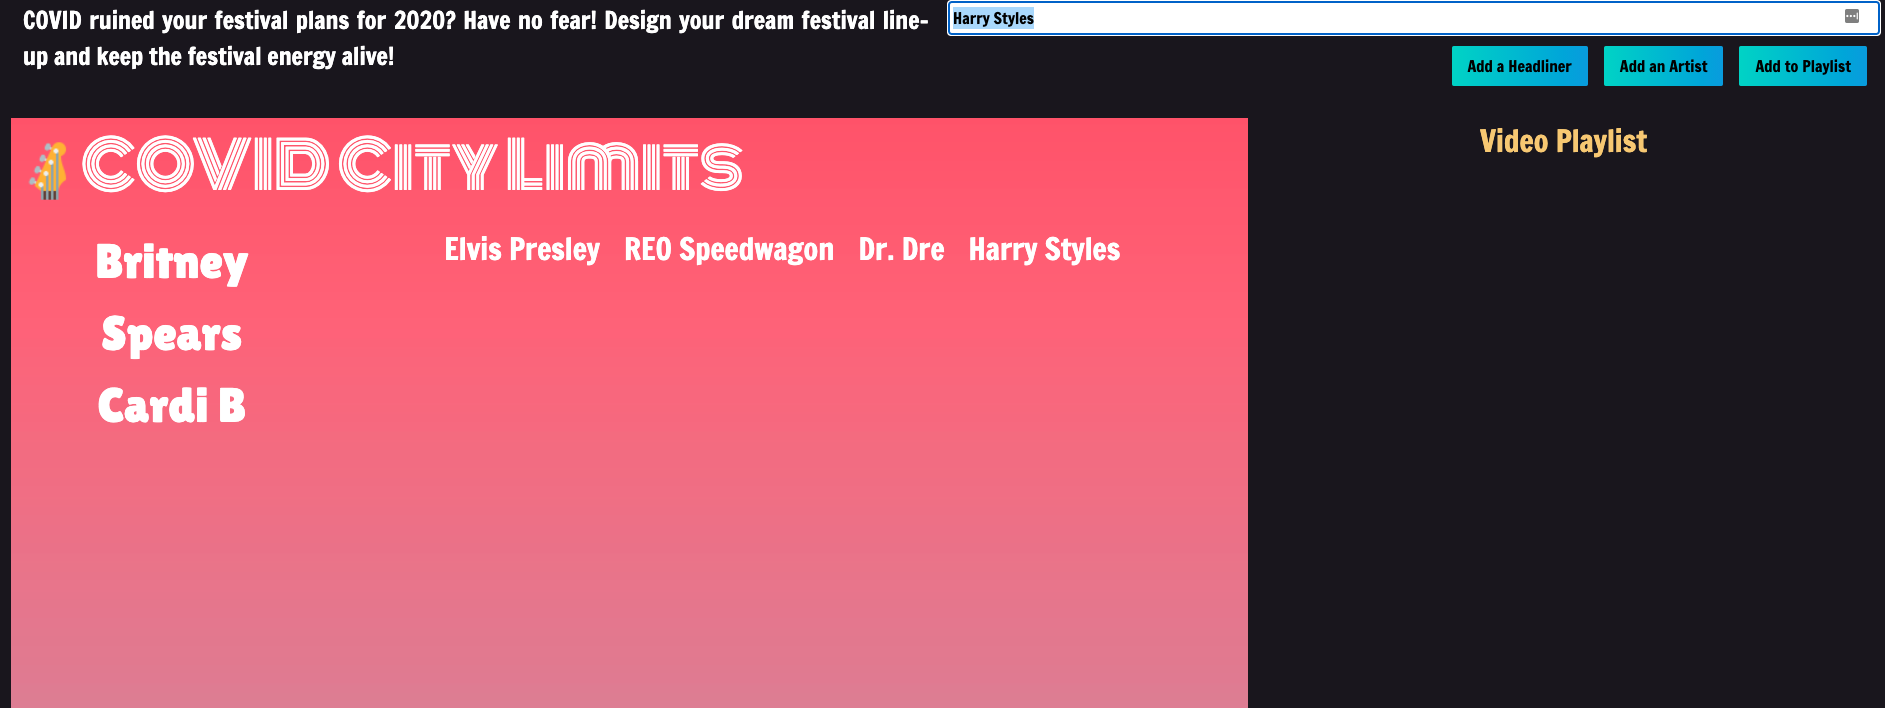 COVID ruined your festival plans for 2020? Have no fear! Design your dream festival line-
up and keep the festival energy alive!
Harry Styles
Add a Headliner Add an Artist Add to Playlist
COVID City Limits
Video Playlist
Britney
Spears
Cardi B
Elvis Presley REO Speedwagon Dr. Dre Harry Styles